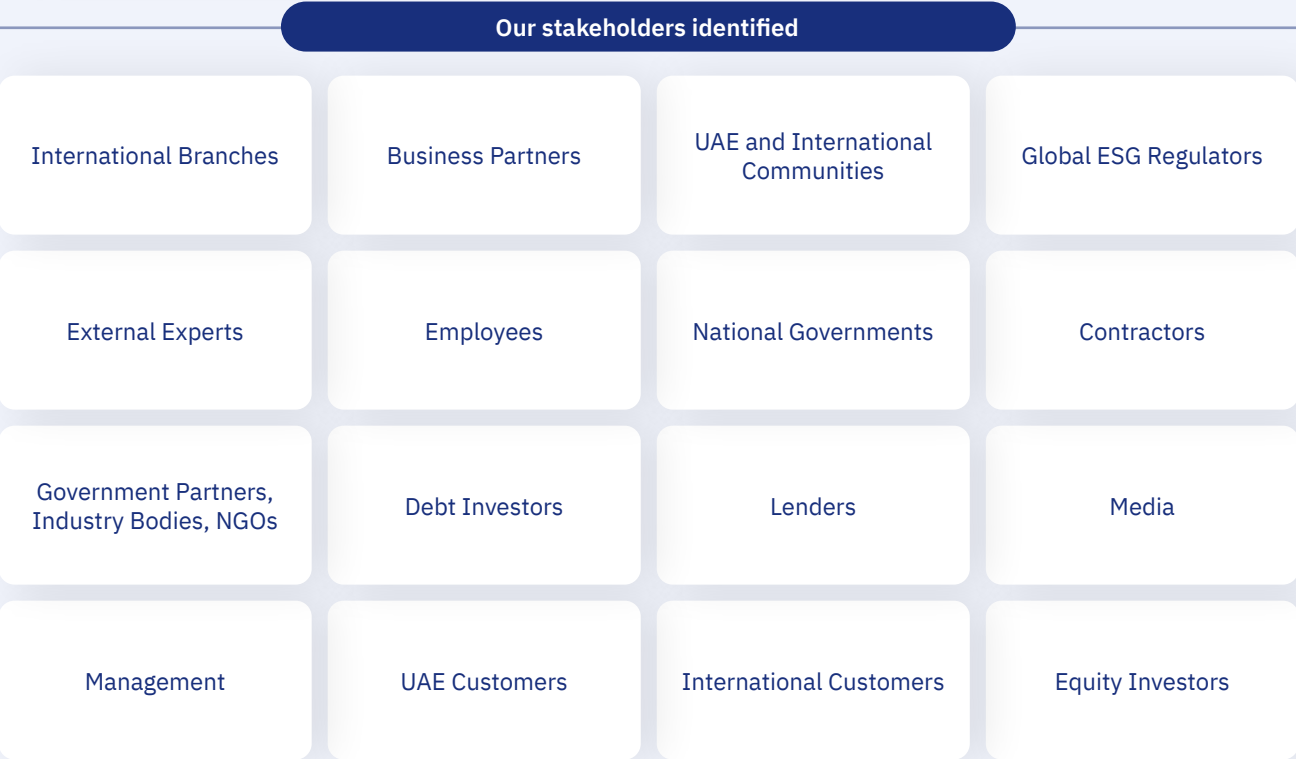 Our stakeholders identified
International Branches
Business Partners
UAE and International
Communities
Global ESG Regulators
External Experts
Employees
National Governments
Contractors
Government Partners,
Industry Bodies, NGOs
Debt Investors
Lenders
Media
Management
UAE Customers
International Customers
Equity Investors